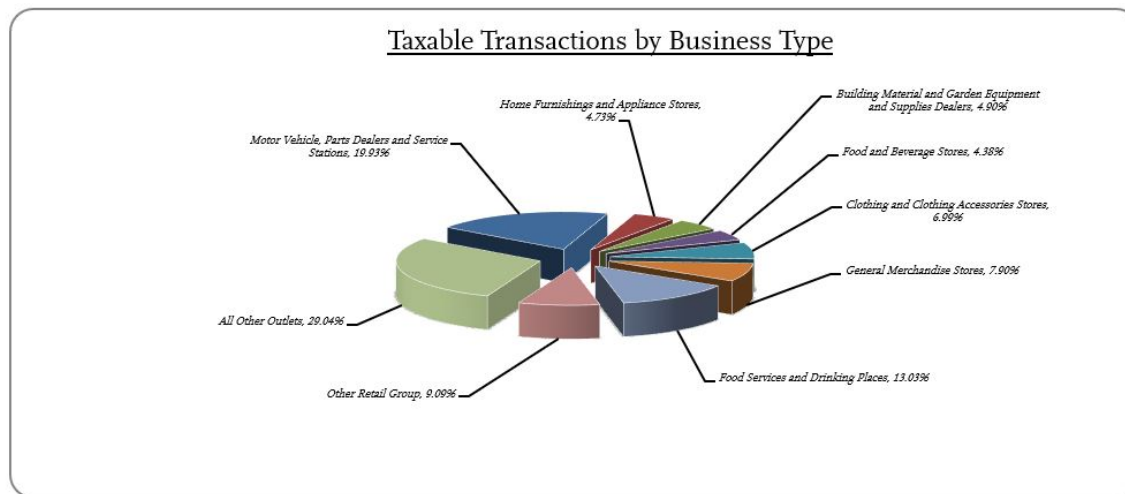 Taxable Transactions by Business Type
Home Furnishings and Appliance Stores,
4.73%
Building Material and Garden Equipment
and Supplies Dealers, 4.90%
Motor Vehicle, Parts Dealers and Service
Stations, 19.93%
Food and Beverage Stores, 4.38%
Clothing and Clothing Accessories Stores,
6.99%
General Merchandise Stores, 7.90%
All Other Outlets, 29.04%
Food Services and Drinking Places, 13.03%
Other Retail Group, 9.09%